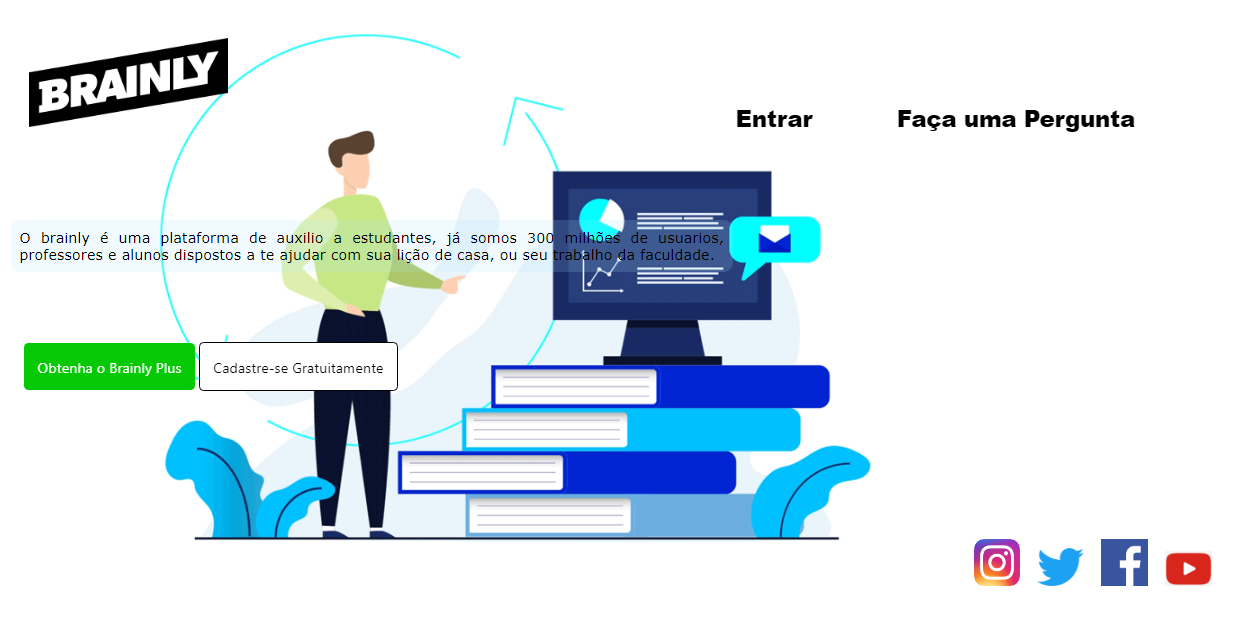 BRAINLY
Entrar
Faça uma Pergunta
O brainly é uma plataforma de auxilio a estudantes, já somos 300 milhões de usuarios,
professores e alunos dispostos a te ajudar com sua lição de casa, ou seu trabalho da faculdade.
Obtenha o Brainly Plus
Cadastre-se Gratuitamente